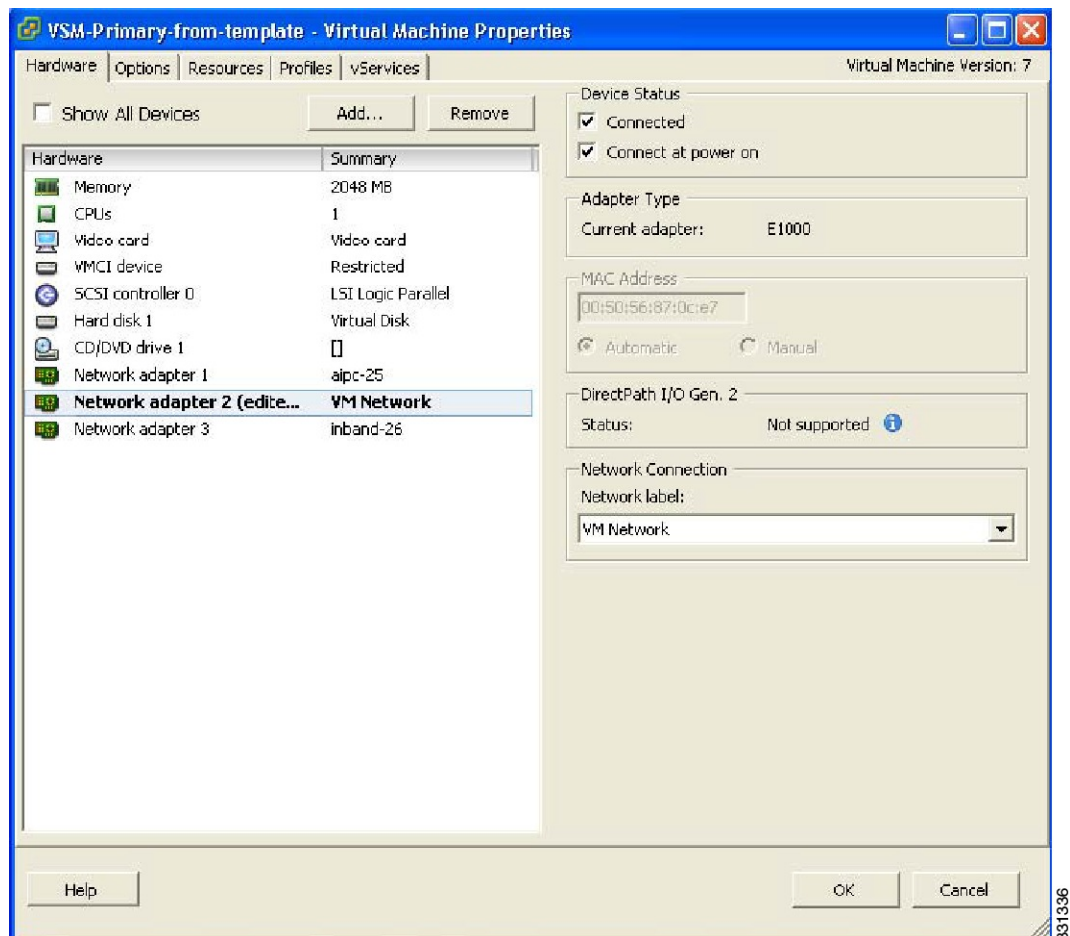 VSM-Primary-from-template - Virtual Machine Properties
Hardware Options Resources Profiles vServices Virtual Machine Version: 7
Show All Devices Add... Remove
Hardware Summary
Memory 2048 MB
CPUs 1
Video card Video card
VMCI device Restricted
SCSI controller 0 LSI Logic Parallel
Hard disk 1 Virtual Disk
CD/DVD drive 1 []
Network adapter 1 aipc-25
Network adapter 2 (edite... VM Network
Network adapter 3 inband-26
Device Status
Connected
Connect at power on
Adapter Type
Current adapter: E1000
MAC Address
00:50:56:87:0c:e7
Automatic Manual
DirectPath I/O Gen. 2
Status: Not supported
Network Connection
Network label:
VM Network
Help OK Cancel
331336